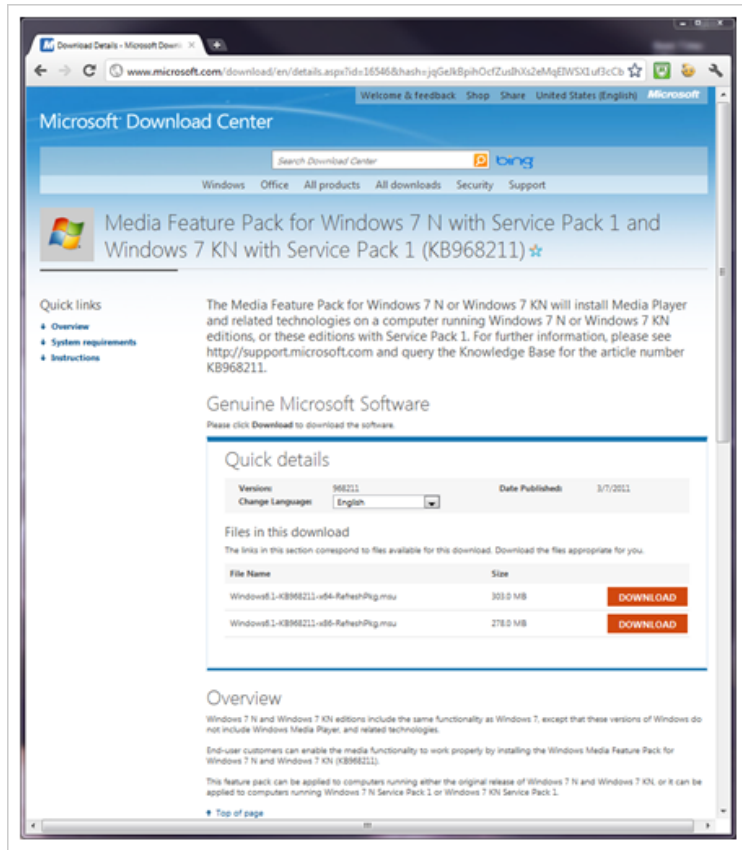 Download Details - Microsoft Down
www.microsoft.com/download/en/details.aspx?id=16546&hash=
Welcome & feedback Shop Share United States (English) Microsoft
Microsoft Download Center
Search Download Center bing
Windows Office All products All downloads Security Support
Media Feature Pack for Windows 7 N with Service Pack 1 and
Windows 7 KN with Service Pack 1 (KB968211)
Quick links
Overview
System requirements
Instructions
The Media Feature Pack for Windows 7 N or Windows 7 KN will install Media Player
and related technologies on a computer running Windows 7 N or Windows 7 KN
editions, or these editions with Service Pack 1. For further information, please see
http://support.microsoft.com and query the Knowledge Base for the article number
KB968211.
Genuine Microsoft Software
Please click Download to download the software.
Quick details
Version: 968211 Date Published: 3/7/2011
Change Language: English
Files in this download
The links in this section correspond to files available for this download. Download the files appropriate for you.
File Name Size
Windows6.1-KB968211-x64-RefreshPkg.msu 303.0 MB DOWNLOAD
Windows6.1-KB968211-x86-RefreshPkg.msu 278.0 MB DOWNLOAD
Overview
Windows 7 N and Windows 7 KN editions include the same functionality as Windows 7, except that these versions of Windows do
not include Windows Media Player, and related technologies.
End-user customers can enable the media functionality to work properly by installing the Windows Media Feature Pack for
Windows 7 N and Windows 7 KN (KB968211).
This feature pack can be applied to computers running either the original release of Windows 7 N and Windows 7 KN, or it can be
applied to computers running Windows 7 N Service Pack 1 or Windows 7 KN Service Pack 1.
Top of page